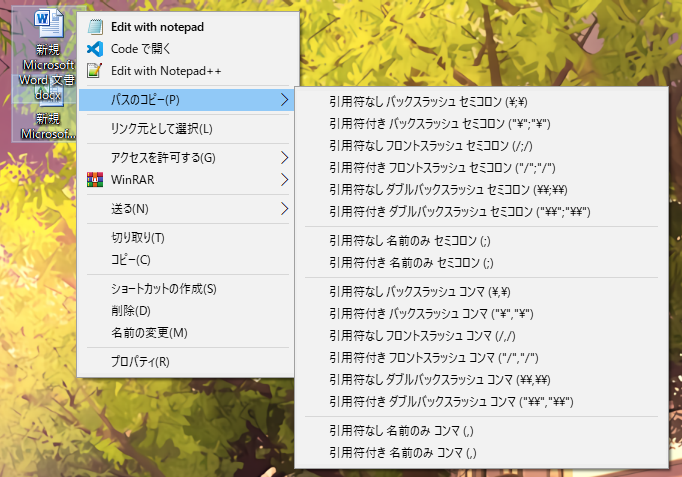 新規
Microsoft
Word 文書
docx
新規
Microsof...
Edit with notepad
Code で開く
Edit with Notepad++
パスのコピー(P)
リンク元として選択(L)
アクセスを許可する(G)
WinRAR
送る(N)
切り取り(T)
コピー(C)
ショートカットの作成(S)
削除(D)
名前の変更(M)
プロパティ(R)
引用符なし バックスラッシュ セミコロン (¥;¥)
引用符付き バックスラッシュ セミコロン ("¥";"¥")
引用符なし フロントスラッシュ セミコロン (/;/)
引用符付き フロントスラッシュ セミコロン ("/";"/")
引用符なし ダブルバックスラッシュ セミコロン (¥¥;¥¥)
引用符付き ダブルバックスラッシュ セミコロン ("¥¥";"¥¥")
引用符なし 名前のみ セミコロン (;)
引用符付き 名前のみ セミコロン (;)
引用符なし バックスラッシュ コンマ (¥,¥)
引用符付き バックスラッシュ コンマ ("¥","¥")
引用符なし フロントスラッシュ コンマ (/,/)
引用符付き フロントスラッシュ コンマ ("/","/")
引用符なし ダブルバックスラッシュ コンマ (¥¥,¥¥)
引用符付き ダブルバックスラッシュ コンマ ("¥¥","¥¥")
引用符なし 名前のみ コンマ (,)
引用符付き 名前のみ コンマ (,)